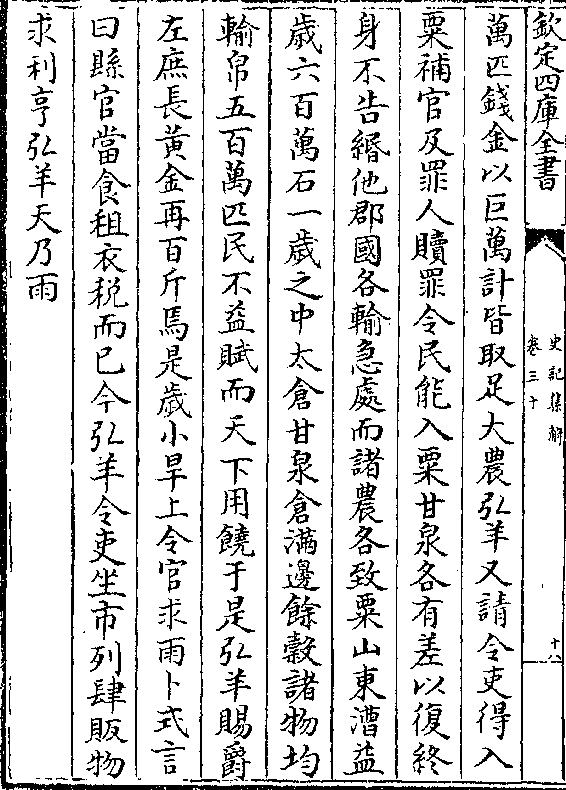 欽定四庫全書
史記集解
卷三十
十八
萬匹錢金以巨萬計皆取足大農弘羊又請令吏得入
粟補官及罪人贖罪令民能入粟甘泉各有差以復終
身不告緡他郡國各輸急處而諸農各致粟山東漕益
歲六百萬石一歲之中太倉甘泉倉滿邊餘穀諸物均
輸帛五百萬匹民不益賦而天下用饒于是弘羊賜爵
左庶長黃金再百斤焉是歲小旱上令官求雨卜式言
曰縣官當食租衣稅而已今弘羊令吏坐市列肆販物
求利亨弘羊天乃雨